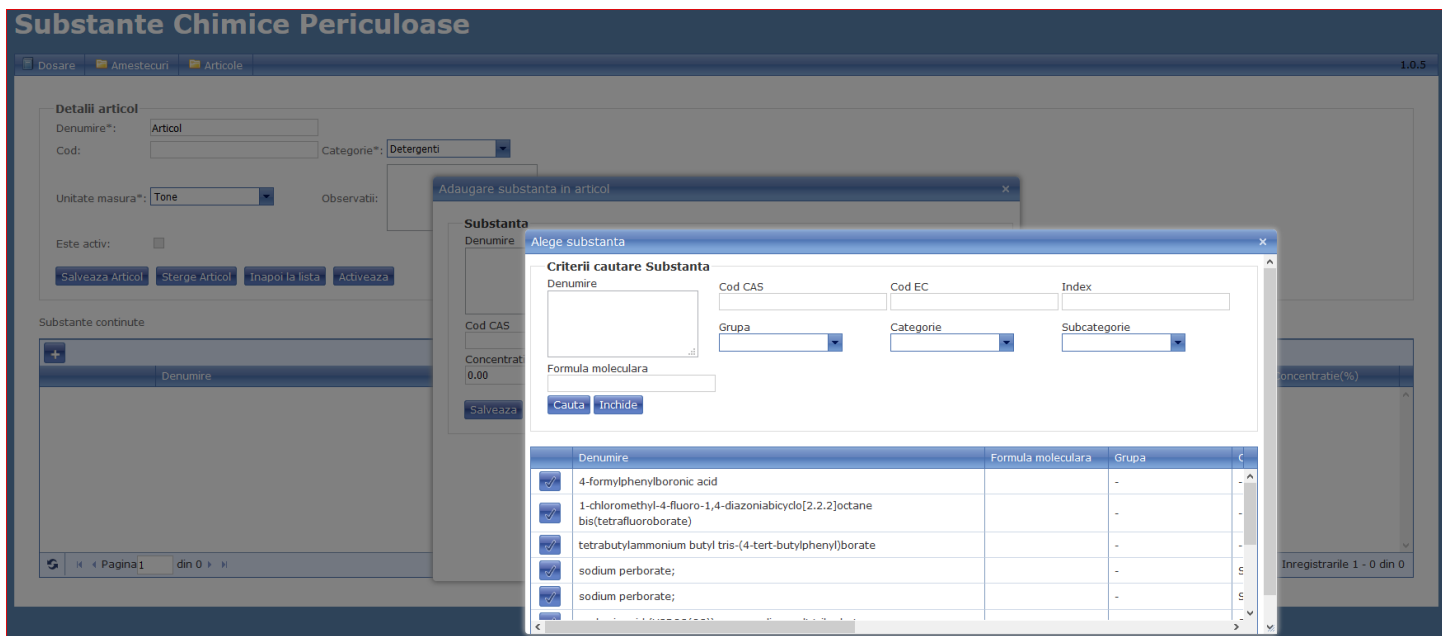 Substante Chimice Periculoase
Dosare Amestecuri Articole 1.0.5
Detalii articol
Denumire*: Articol
Cod: Categorie*: Detergenti
Unitate masura*: Tone Observatii:
Este activ:
Salveaza Articol Sterge Articol Inapoi la lista Activeaza
Substante continute
Denumire
Concentratie(%)
Pagina 1 din 0
Inregistrarile 1 - 0 din 0
Adaugare substanta in articol
Substanta
Denumire
Cod CAS
0.00
Salveaza
Alege substanta
Criterii cautare Substanta
Denumire Cod CAS Cod EC Index
Grupa Categorie Subcategorie
Formula moleculara
Cauta Inchide
Denumire Formula moleculara Grupa
4-formylphenylboronic acid - -
1-chloromethyl-4-fluoro-1,4-diazoniabicyclo[2.2.2]octane
bis(tetrafluoroborate) - -
tetrabutylammonium butyl tris-(4-tert-butylphenyl)borate - -
sodium perborate; - S
sodium perborate; - S